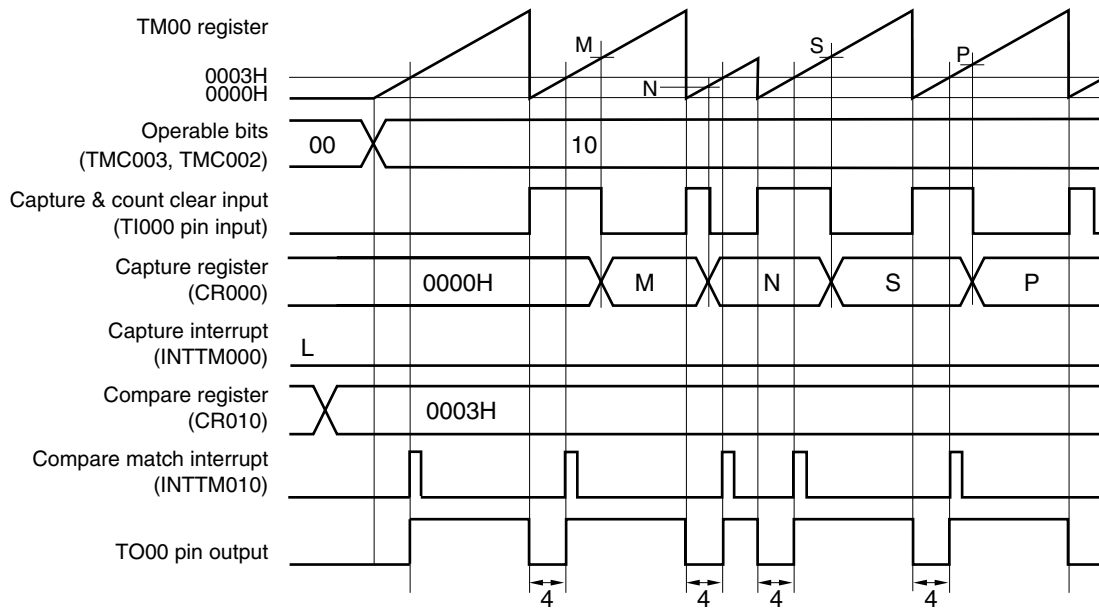 TM00 register
M
S
P
N
0003H
0000H
Operable bits
(TMC003, TMC002)
00
10
Capture & count clear input
(TI000 pin input)
Capture register
(CR000)
0000H
M
N
S
P
Capture interrupt
(INTTM000)
L
Compare register
(CR010)
0003H
Compare match interrupt
(INTTM010)
TO00 pin output
4
4
4
4